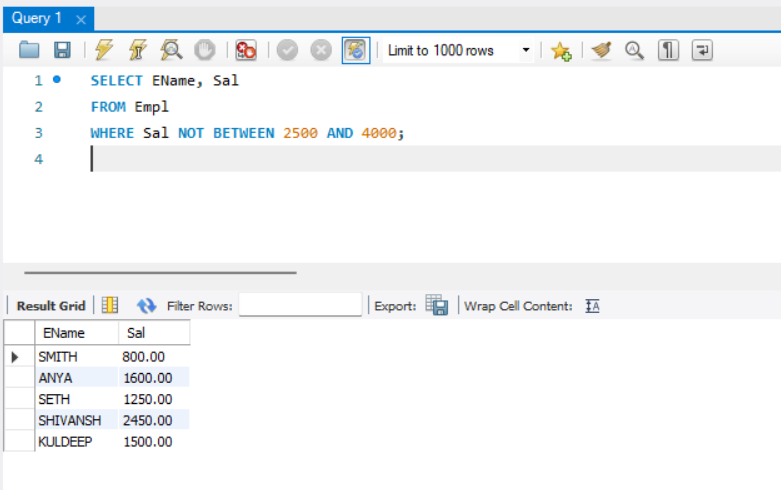 Query 1
Limit to 1000 rows
1 SELECT EName, Sal
2 FROM Empl
3 WHERE Sal NOT BETWEEN 2500 AND 4000;
4
Result Grid Filter Rows: Export: Wrap Cell Content: IA
EName Sal
SMITH 800.00
ANYA 1600.00
SETH 1250.00
SHIVANSH 2450.00
KULDEEP 1500.00